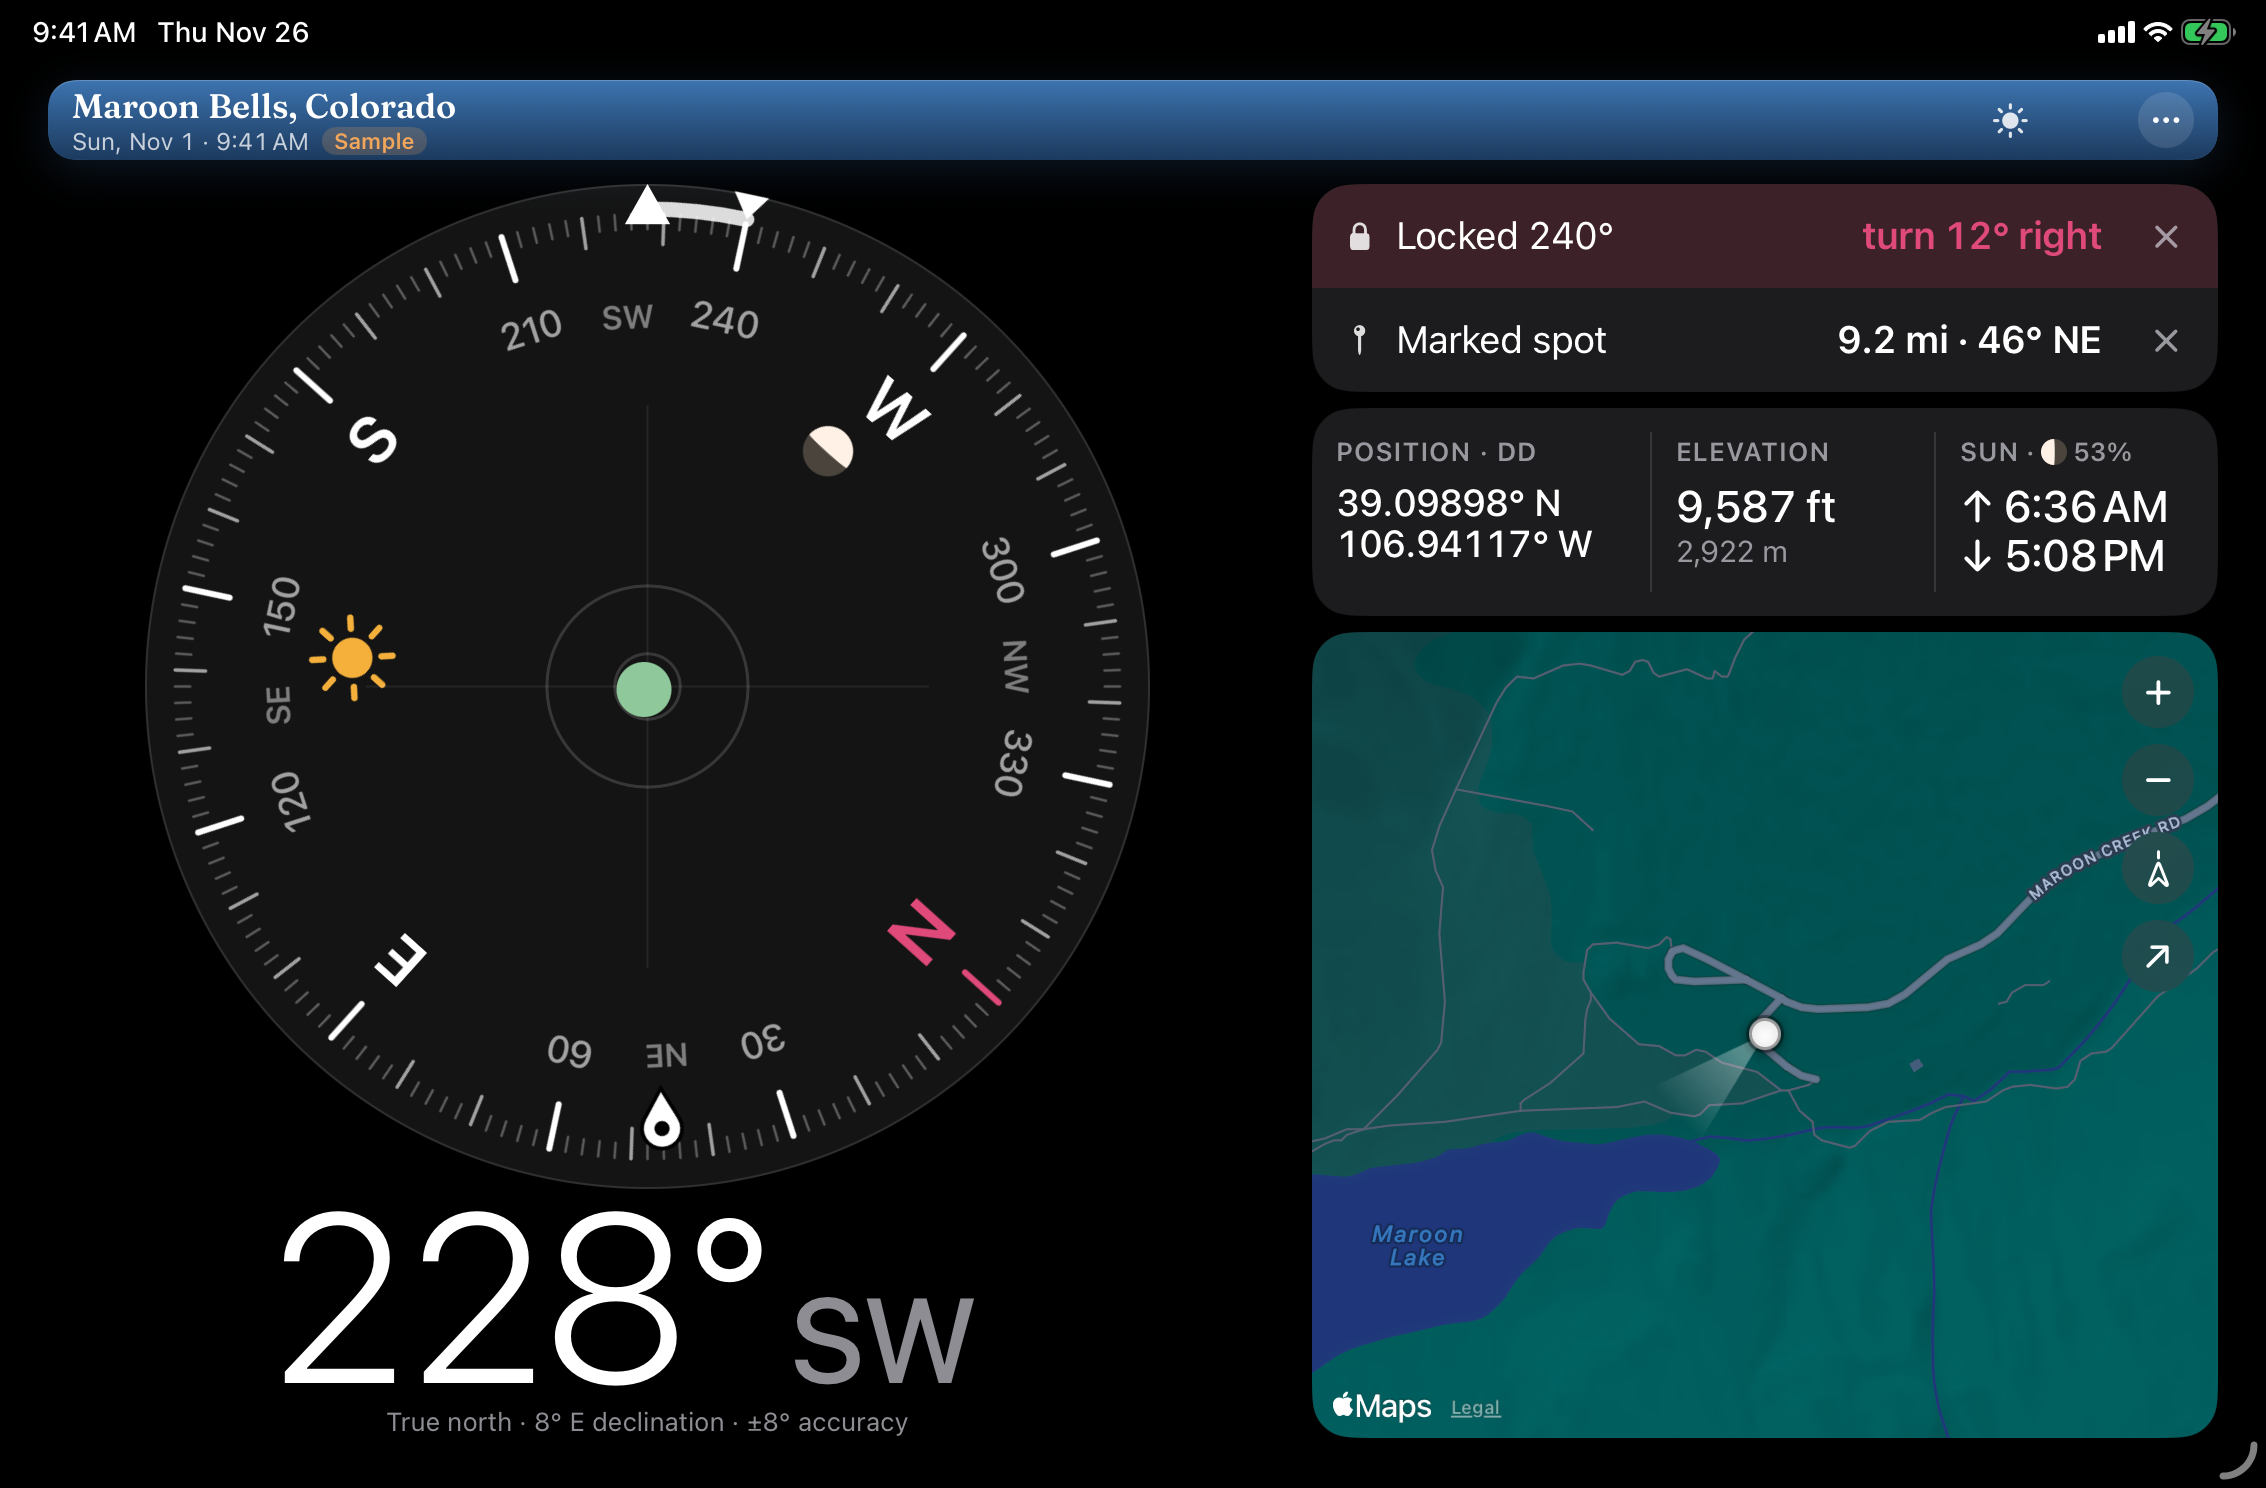 9:41 AM Thu Nov 26
Maroon Bells, Colorado
Sun, Nov 1 · 9:41 AM Sample
210 SW 240
S W
150 300
SE NW
120 330
E N
60 NE 30
228° SW
True north · 8° E declination · ±8° accuracy
Locked 240° turn 12° right
Marked spot 9.2 mi · 46° NE
POSITION · DD
39.09898° N
106.94117° W
ELEVATION
9,587 ft
2,922 m
SUN · 53%
↑ 6:36 AM
↓ 5:08 PM
MAROON CREEK RD
Maroon
Lake
Maps Legal